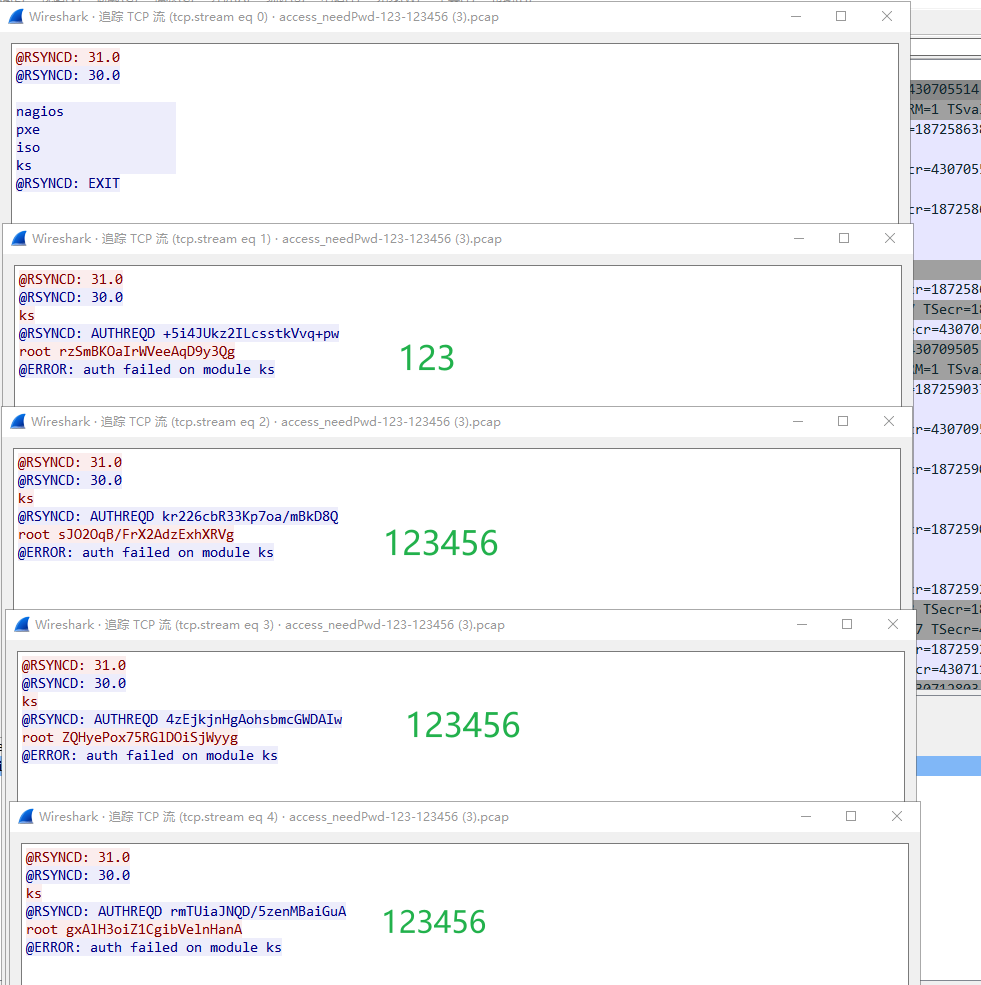 Wireshark · 追踪 TCP 流 (tcp.stream eq 0) · access_needPwd-123-123456 (3).pcap
@RSYNCD: 31.0
@RSYNCD: 30.0
nagios
pxe
iso
ks
@RSYNCD: EXIT
Wireshark · 追踪 TCP 流 (tcp.stream eq 1) · access_needPwd-123-123456 (3).pcap
@RSYNCD: 31.0
@RSYNCD: 30.0
ks
@RSYNCD: AUTHREQD +5i4JUkz2ILcsstkVvq+pw
root rzSmBKOaIrWVeeAqD9y3Qg
@ERROR: auth failed on module ks
123
Wireshark · 追踪 TCP 流 (tcp.stream eq 2) · access_needPwd-123-123456 (3).pcap
@RSYNCD: 31.0
@RSYNCD: 30.0
ks
@RSYNCD: AUTHREQD kr226cbR33Kp7oa/mBkD8Q
root sJO2OqB/FrX2AdzExhXRVg
@ERROR: auth failed on module ks
123456
Wireshark · 追踪 TCP 流 (tcp.stream eq 3) · access_needPwd-123-123456 (3).pcap
@RSYNCD: 31.0
@RSYNCD: 30.0
ks
@RSYNCD: AUTHREQD 4zEjkjnHgAohsbmcGWDAIw
root ZQHyePox75RGlDOiSjWyyg
@ERROR: auth failed on module ks
123456
Wireshark · 追踪 TCP 流 (tcp.stream eq 4) · access_needPwd-123-123456 (3).pcap
@RSYNCD: 31.0
@RSYNCD: 30.0
ks
@RSYNCD: AUTHREQD rmTUiaJNQD/5zenMBaiGuA
root gxAlH3oiZ1CgibVelnHanA
@ERROR: auth failed on module ks
123456
430705514
RM=1 TSva
=18725863
cr=430705
cr=187258
r=187258
TSecr=1
cr=43070
430709505
M=1 TSva
=18725903
r=430709
r=187259
r=187259
r=187259
TSecr=1
7 TSecr=
r=187259
cr=43071